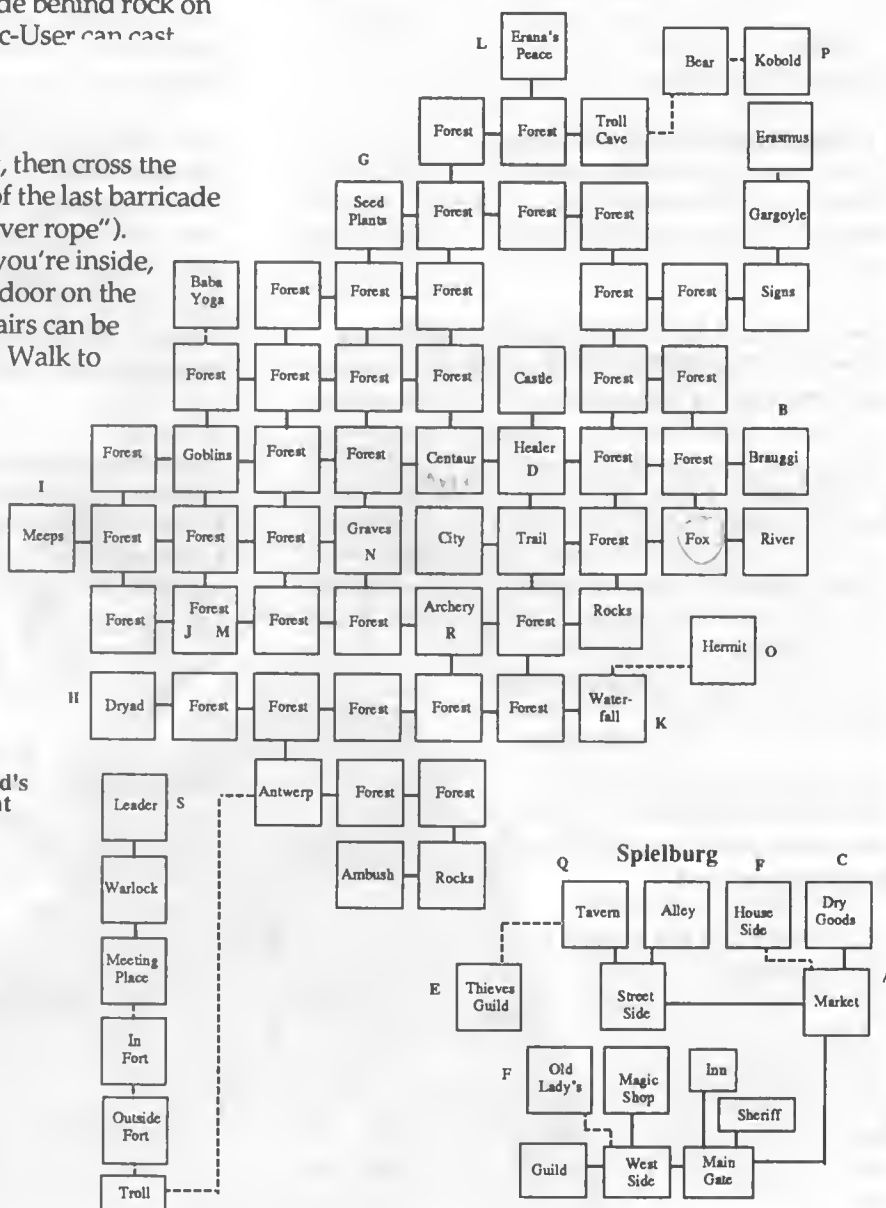 de behind rock on
c-User can cast
, then cross the
of the last barricade
ver rope").
you're inside,
door on the
airs can be
Walk to
d's
t
L
Erana's
Peace
Bear
Kobold
P
Forest
Forest
Troll
Cave
Erasmus
G
Seed
Plants
Forest
Forest
Forest
Gargoyle
Baba
Yoga
Forest
Forest
Forest
Forest
Forest
Signs
Forest
Forest
Forest
Forest
Castle
Forest
Forest
B
Forest
Goblins
Forest
Forest
Centaur
Healer
D
Forest
Forest
Brauggi
I
Meeps
Forest
Forest
Forest
Graves
N
City
Trail
Forest
Fox
River
Forest
Forest
J M
Forest
Forest
Archery
R
Forest
Rocks
Hermit
O
H
Dryad
Forest
Forest
Forest
Forest
Forest
Water-
fall
K
Leader
S
Antwerp
Forest
Forest
Warlock
Ambush
Rocks
Meeting
Place
In
Fort
Outside
Fort
Troll
Spielburg
Q
F
C
Tavern
Alley
House
Side
Dry
Goods
E
Thieves
Guild
Street
Side
Market
A
F
Old
Lady's
Magic
Shop
Inn
Sheriff
Guild
West
Side
Main
Gate